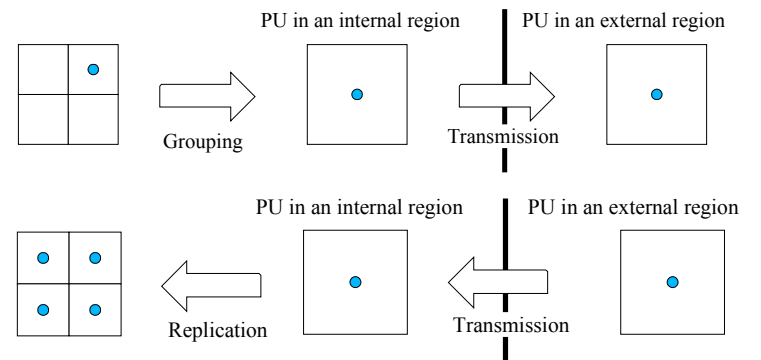 PU in an internal region
PU in an external region
Grouping
Transmission
PU in an internal region
PU in an external region
Replication
Transmission